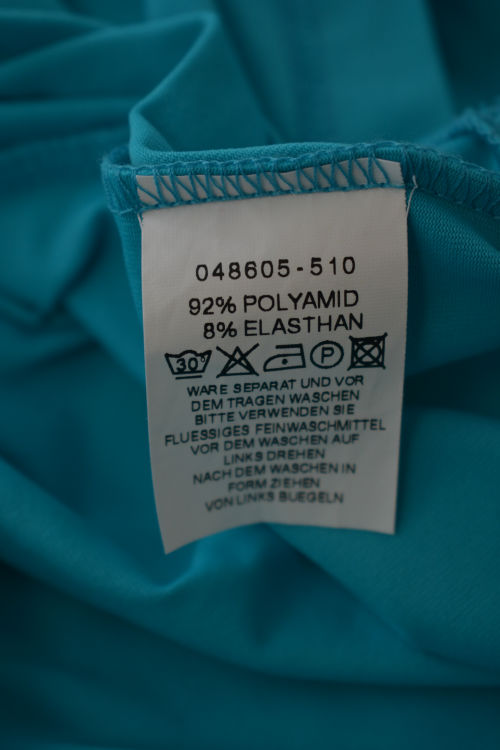 048605-510
92% POLYAMID
8% ELASTHAN
30° P
WARE SEPARAT UND VOR
DEM TRAGEN WASCHEN
BITTE VERWENDEN SIE
FLUESSIGES FEINWASCHMITTEL
VOR DEM WASCHEN AUF
LINKS DREHEN
NACH DEM WASCHEN IN
FORM ZIEHEN
VON LINKS BUEGELN